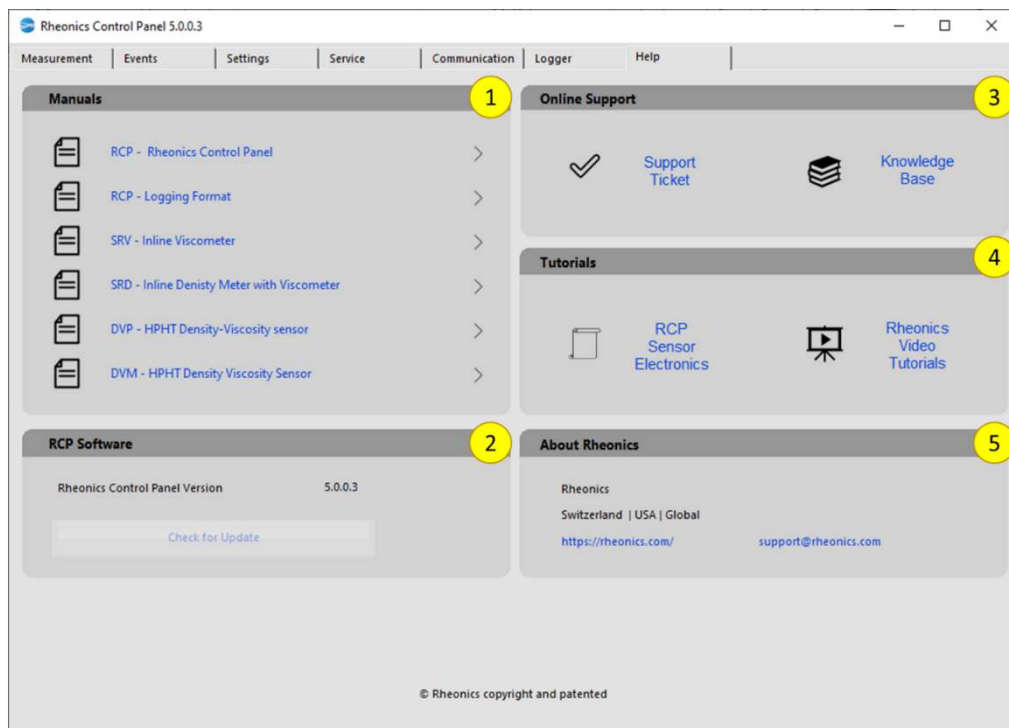 Rheonics Control Panel 5.0.0.3
Measurement Events Settings Service Communication Logger Help
Manuals
1
RCP - Rheonics Control Panel
RCP - Logging Format
SRV - Inline Viscometer
SRD - Inline Denisty Meter with Viscometer
DVP - HPHT Density-Viscosity sensor
DVM - HPHT Density Viscosity Sensor
RCP Software
2
Rheonics Control Panel Version 5.0.0.3
Check for Update
Online Support
3
Support
Ticket
Knowledge
Base
Tutorials
4
RCP
Sensor
Electronics
Rheonics
Video
Tutorials
About Rheonics
5
Rheonics
Switzerland | USA | Global
https://rheonics.com/ support@rheonics.com
© Rheonics copyright and patented